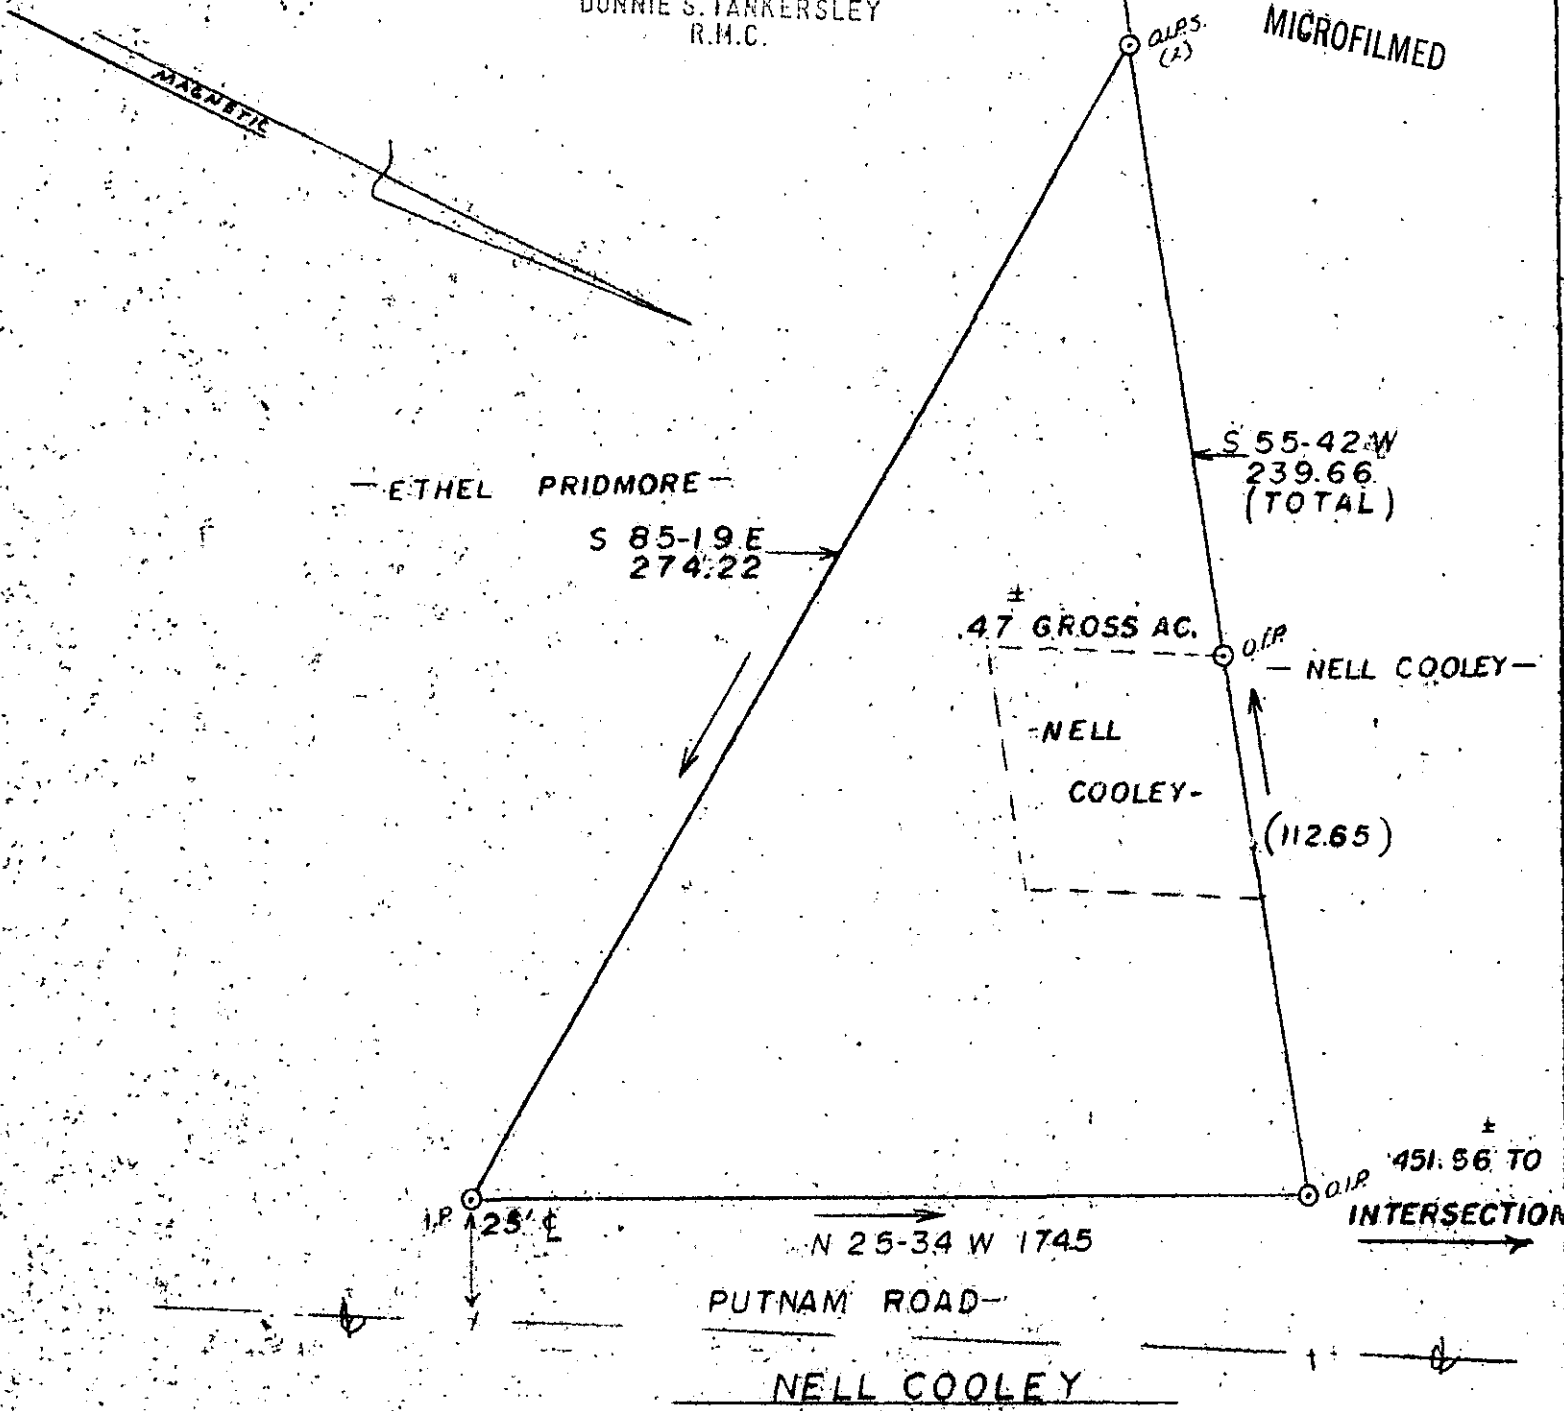 DONNIE S. TANKERSLEY
R.M.C.
MICROFILMED
O.I.P.S.
(2)
MAGNETIC
S 55-42 W
239.66
(TOTAL)
— ETHEL PRIDMORE —
S 85-19 E
274.22
±
.47 GROSS AC.
O.I.P.
— NELL COOLEY —
-NELL
COOLEY-
(112.65)
±
451.56 TO
INTERSECTION
O.I.P.
I.P.
25' ℄
N 25-34 W 174.5
PUTNAM ROAD-
NELL COOLEY